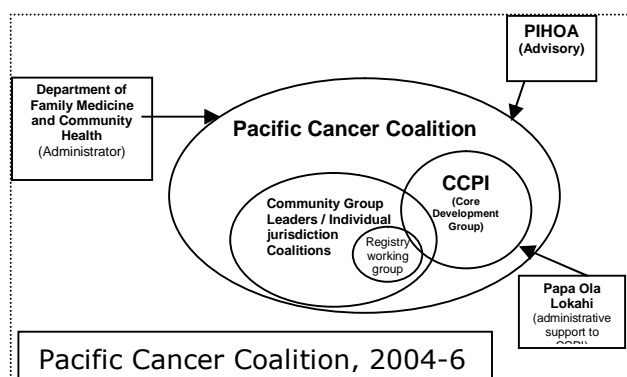 PIHOA
(Advisory)
Department of
Family Medicine
and Community
Health
(Administrator)
Pacific Cancer Coalition
CCPI
(Core
Development
Group)
Community Group
Leaders / Individual
jurisdiction
Coalitions
Registry
working
group
Papa Ola
Lokahi
(administrative
support to
Pacific Cancer Coalition, 2004-6